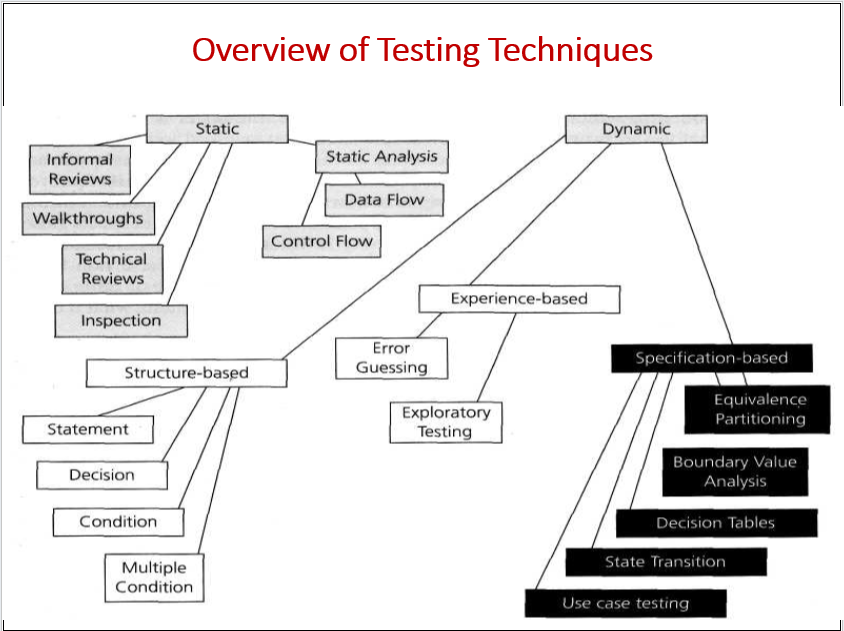 Overview of Testing Techniques
Static
Informal
Reviews
Walkthroughs
Technical
Reviews
Inspection
Static Analysis
Data Flow
Control Flow
Dynamic
Structure-based
Statement
Decision
Condition
Multiple
Condition
Experience-based
Error
Guessing
Exploratory
Testing
Specification-based
Equivalence
Partitioning
Boundary Value
Analysis
Decision Tables
State Transition
Use case testing